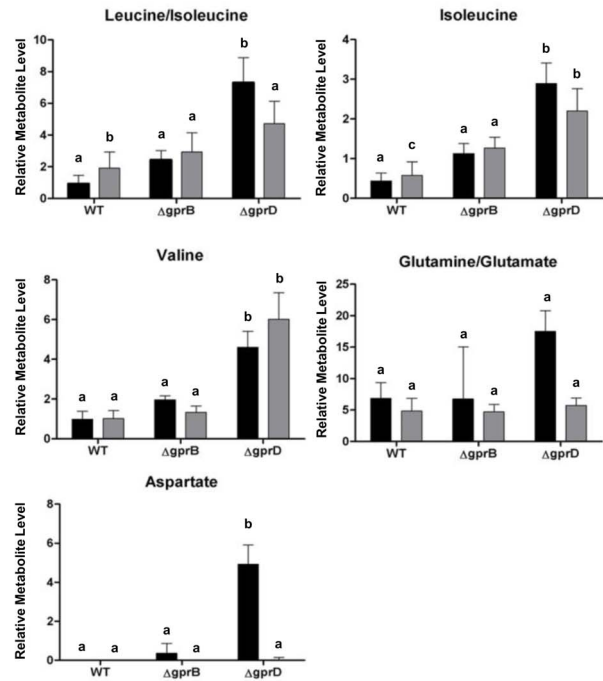 Leucine/Isoleucine
Relative Metabolite Level
10
8
6
4
2
0
a
b
a
a
b
a
WT
ΔgprB
ΔgprD
Isoleucine
Relative Metabolite Level
4
3
2
1
0
a
c
a
a
b
b
WT
ΔgprB
ΔgprD
Valine
Relative Metabolite Level
8
6
4
2
0
a
a
a
a
b
b
WT
ΔgprB
ΔgprD
Glutamine/Glutamate
Relative Metabolite Level
25
20
15
10
5
0
a
a
a
a
a
a
WT
ΔgprB
ΔgprD
Aspartate
Relative Metabolite Level
8
6
4
2
0
a
a
a
a
b
a
WT
ΔgprB
ΔgprD